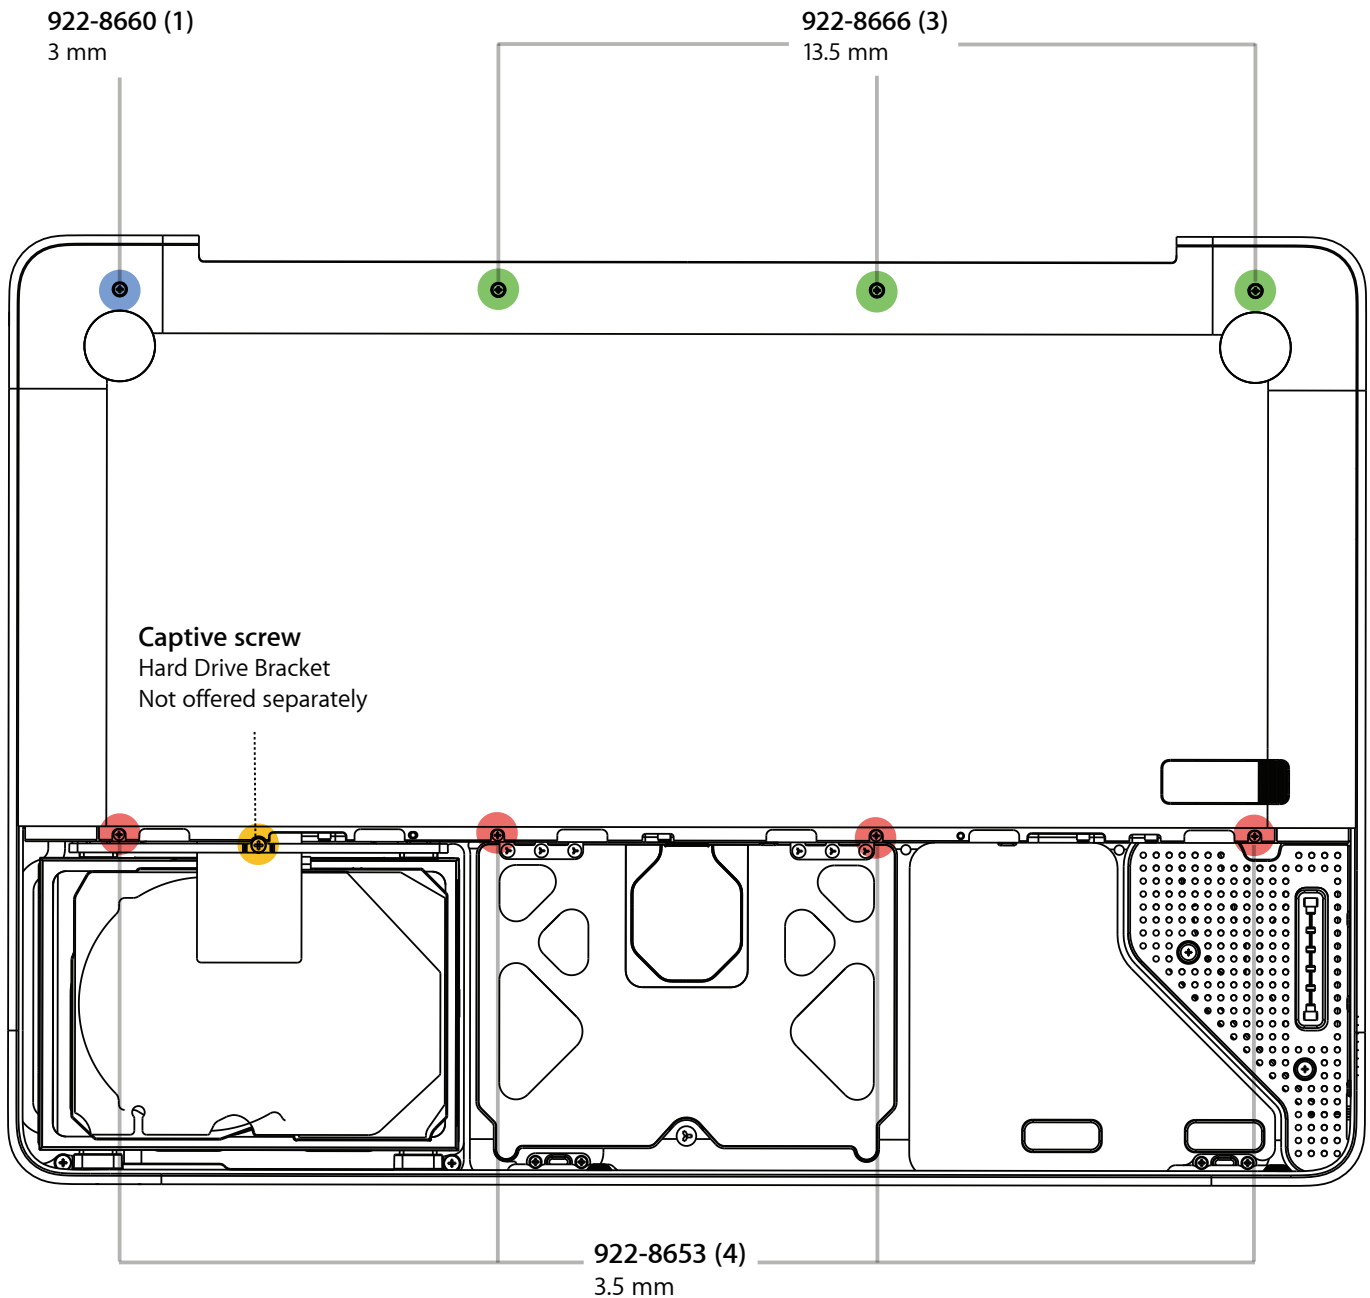 922-8660 (1)
3 mm
922-8666 (3)
13.5 mm
Captive screw
Hard Drive Bracket
Not offered separately
922-8653 (4)
3.5 mm